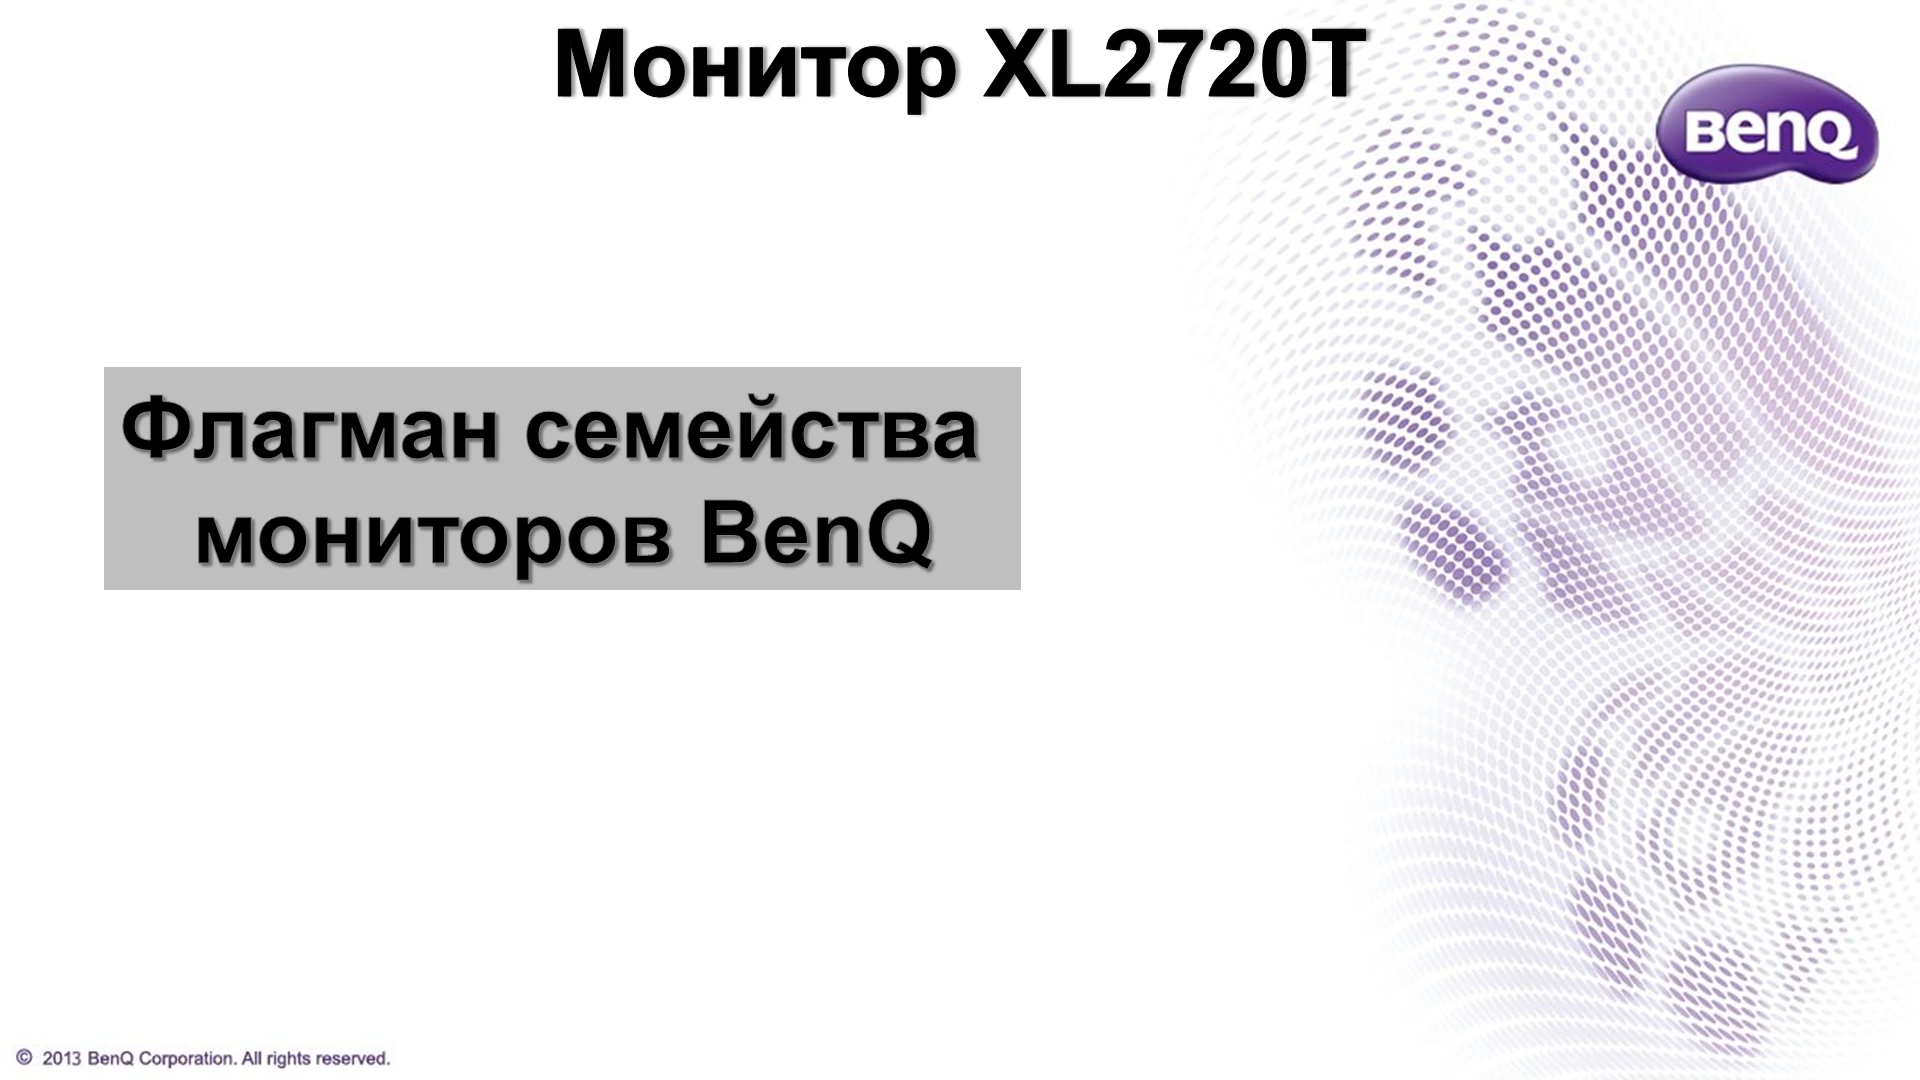 Монитор XL2720T
BenQ
Флагман семейства
мониторов BenQ
© 2013 BenQ Corporation. All rights reserved.